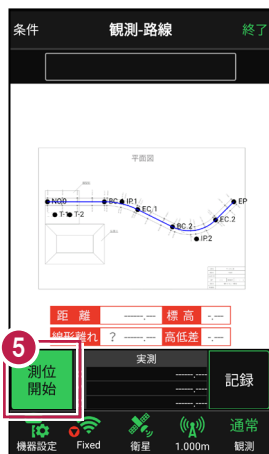 条件 観測-路線 終了
平面図
NO.0 BC.1 IP.1 EC.1 BC.2 IP.2 EC.2 EP
T-1 T-2
距 離 ------.--- 標 高 -.---
線形離れ ? ------.--- 高低差 -.---
5
測位
開始
実測
------.---
------.---
------.---
記録
機器設定 Fixed 衛星 1.000m 通常
観測